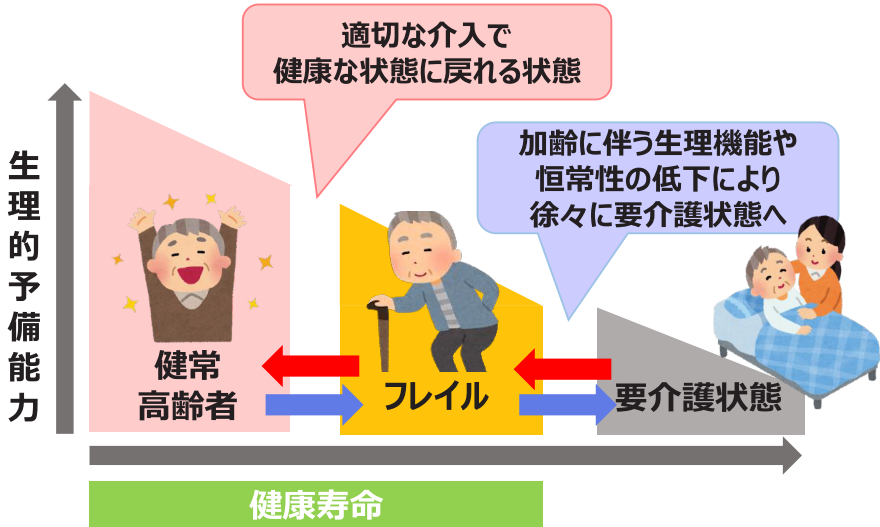 適切な介入で
健康な状態に戻れる状態
加齢に伴う生理機能や
恒常性の低下により
徐々に要介護状態へ
生理的予備能力
健常
高齢者
フレイル
要介護状態
健康寿命